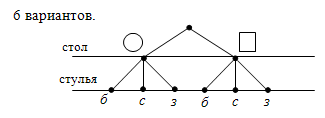 6 вариантов.
стол
стулья
б с з б с з